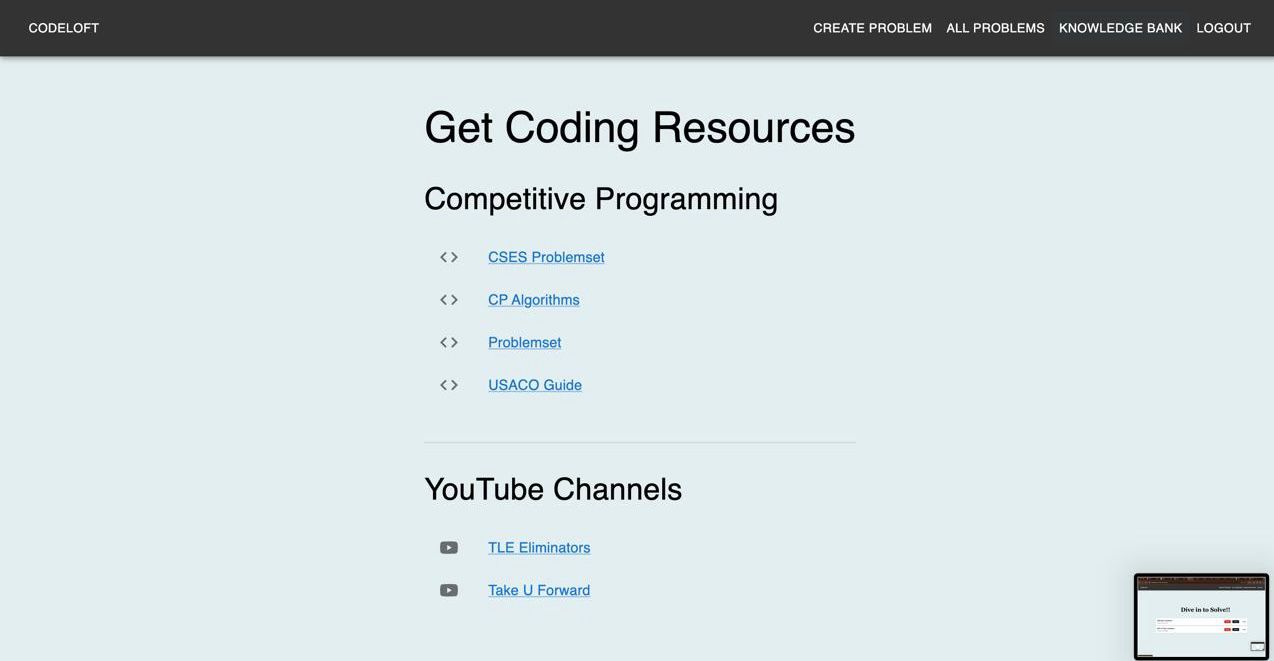 CODELOFT
CREATE PROBLEM ALL PROBLEMS KNOWLEDGE BANK LOGOUT
Get Coding Resources
Competitive Programming
CSES Problemset
CP Algorithms
Problemset
USACO Guide
YouTube Channels
TLE Eliminators
Take U Forward
Dive in to Solve!!